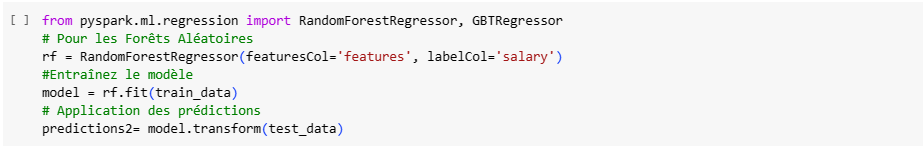 [ ] from pyspark.ml.regression import RandomForestRegressor, GBTRegressor
# Pour les Forêts Aléatoires
rf = RandomForestRegressor(featuresCol='features', labelCol='salary')
#Entraînez le modèle
model = rf.fit(train_data)
# Application des prédictions
predictions2= model.transform(test_data)